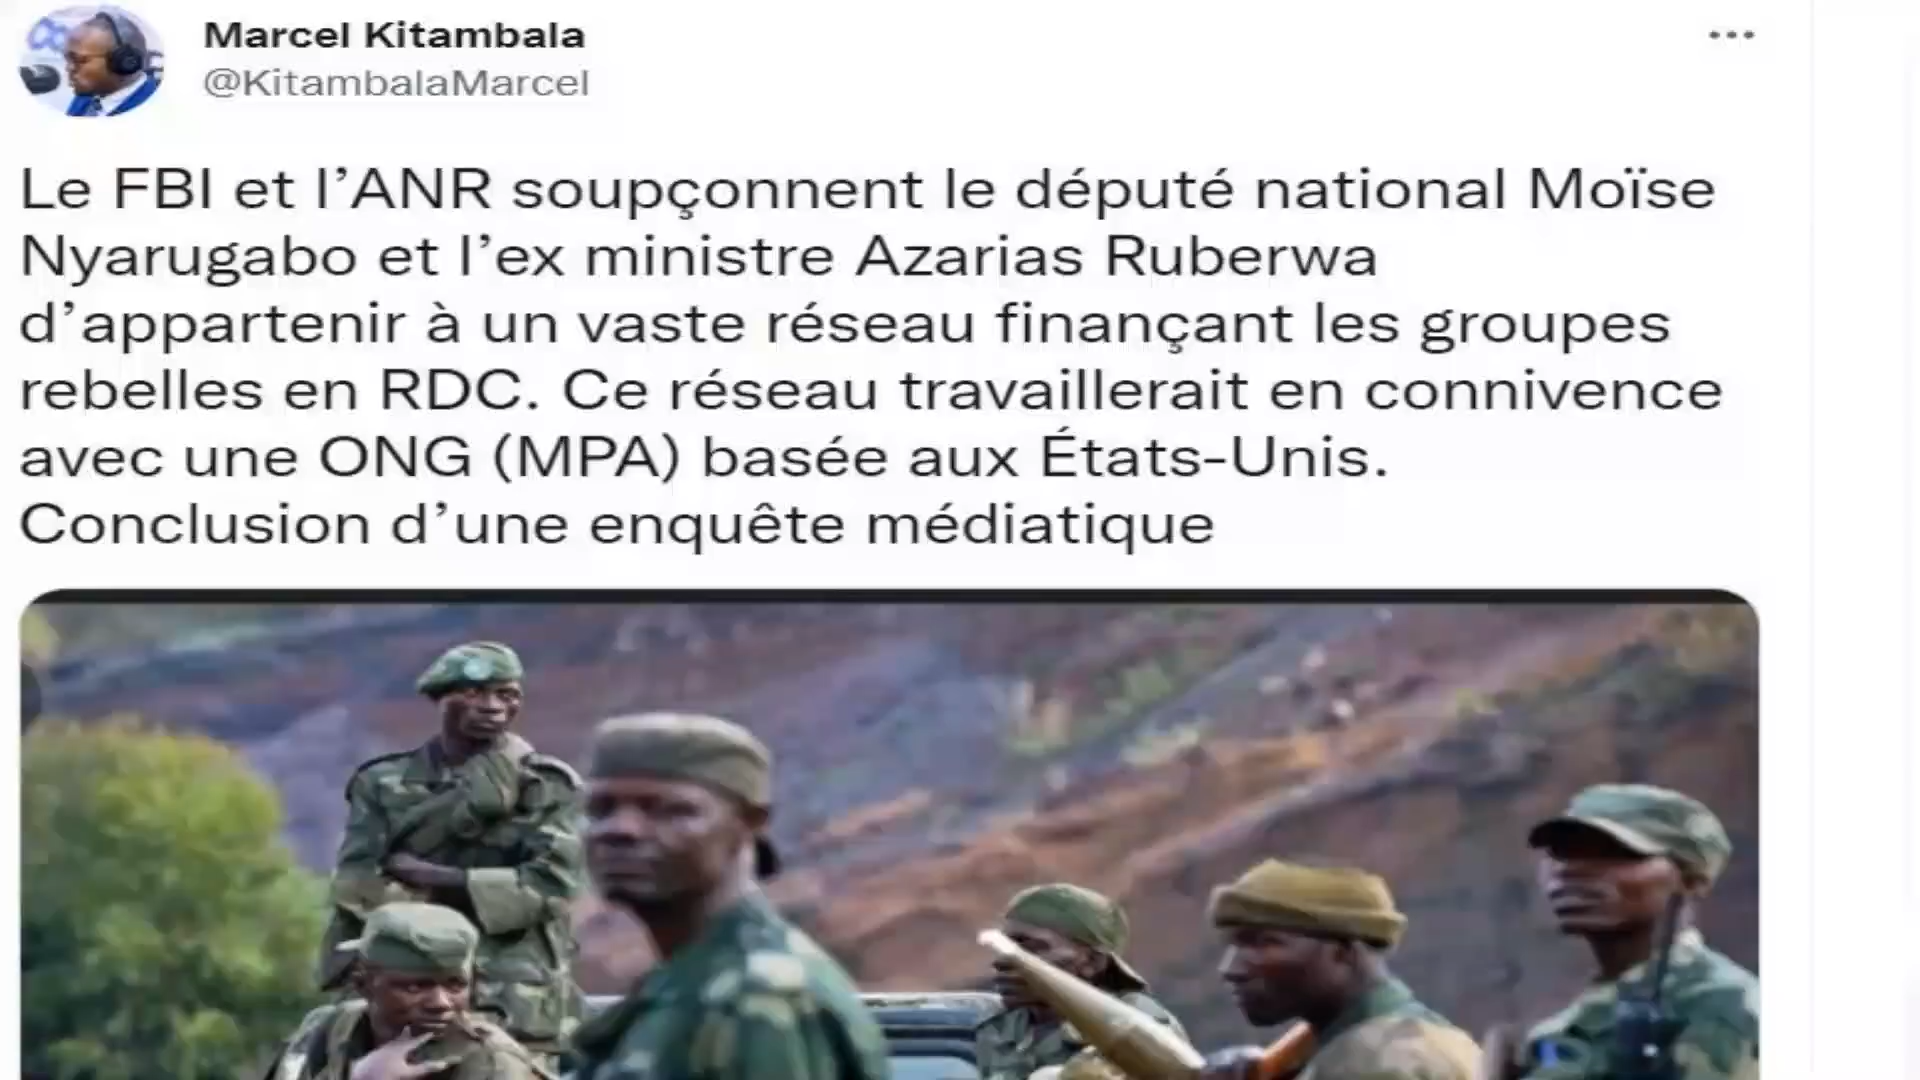 Marcel Kitambala
@KitambalaMarcel
Le FBI et l’ANR soupçonnent le député national Moïse
Nyarugabo et l’ex ministre Azarias Ruberwa
d’appartenir à un vaste réseau finançant les groupes
rebelles en RDC. Ce réseau travaillerait en connivence
avec une ONG (MPA) basée aux États-Unis.
Conclusion d’une enquête médiatique